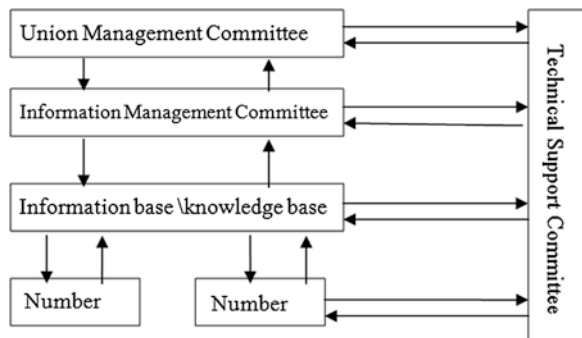 Union Management Committee
Information Management Committee
Information base \knowledge base
Number
Number
Technical Support Committee